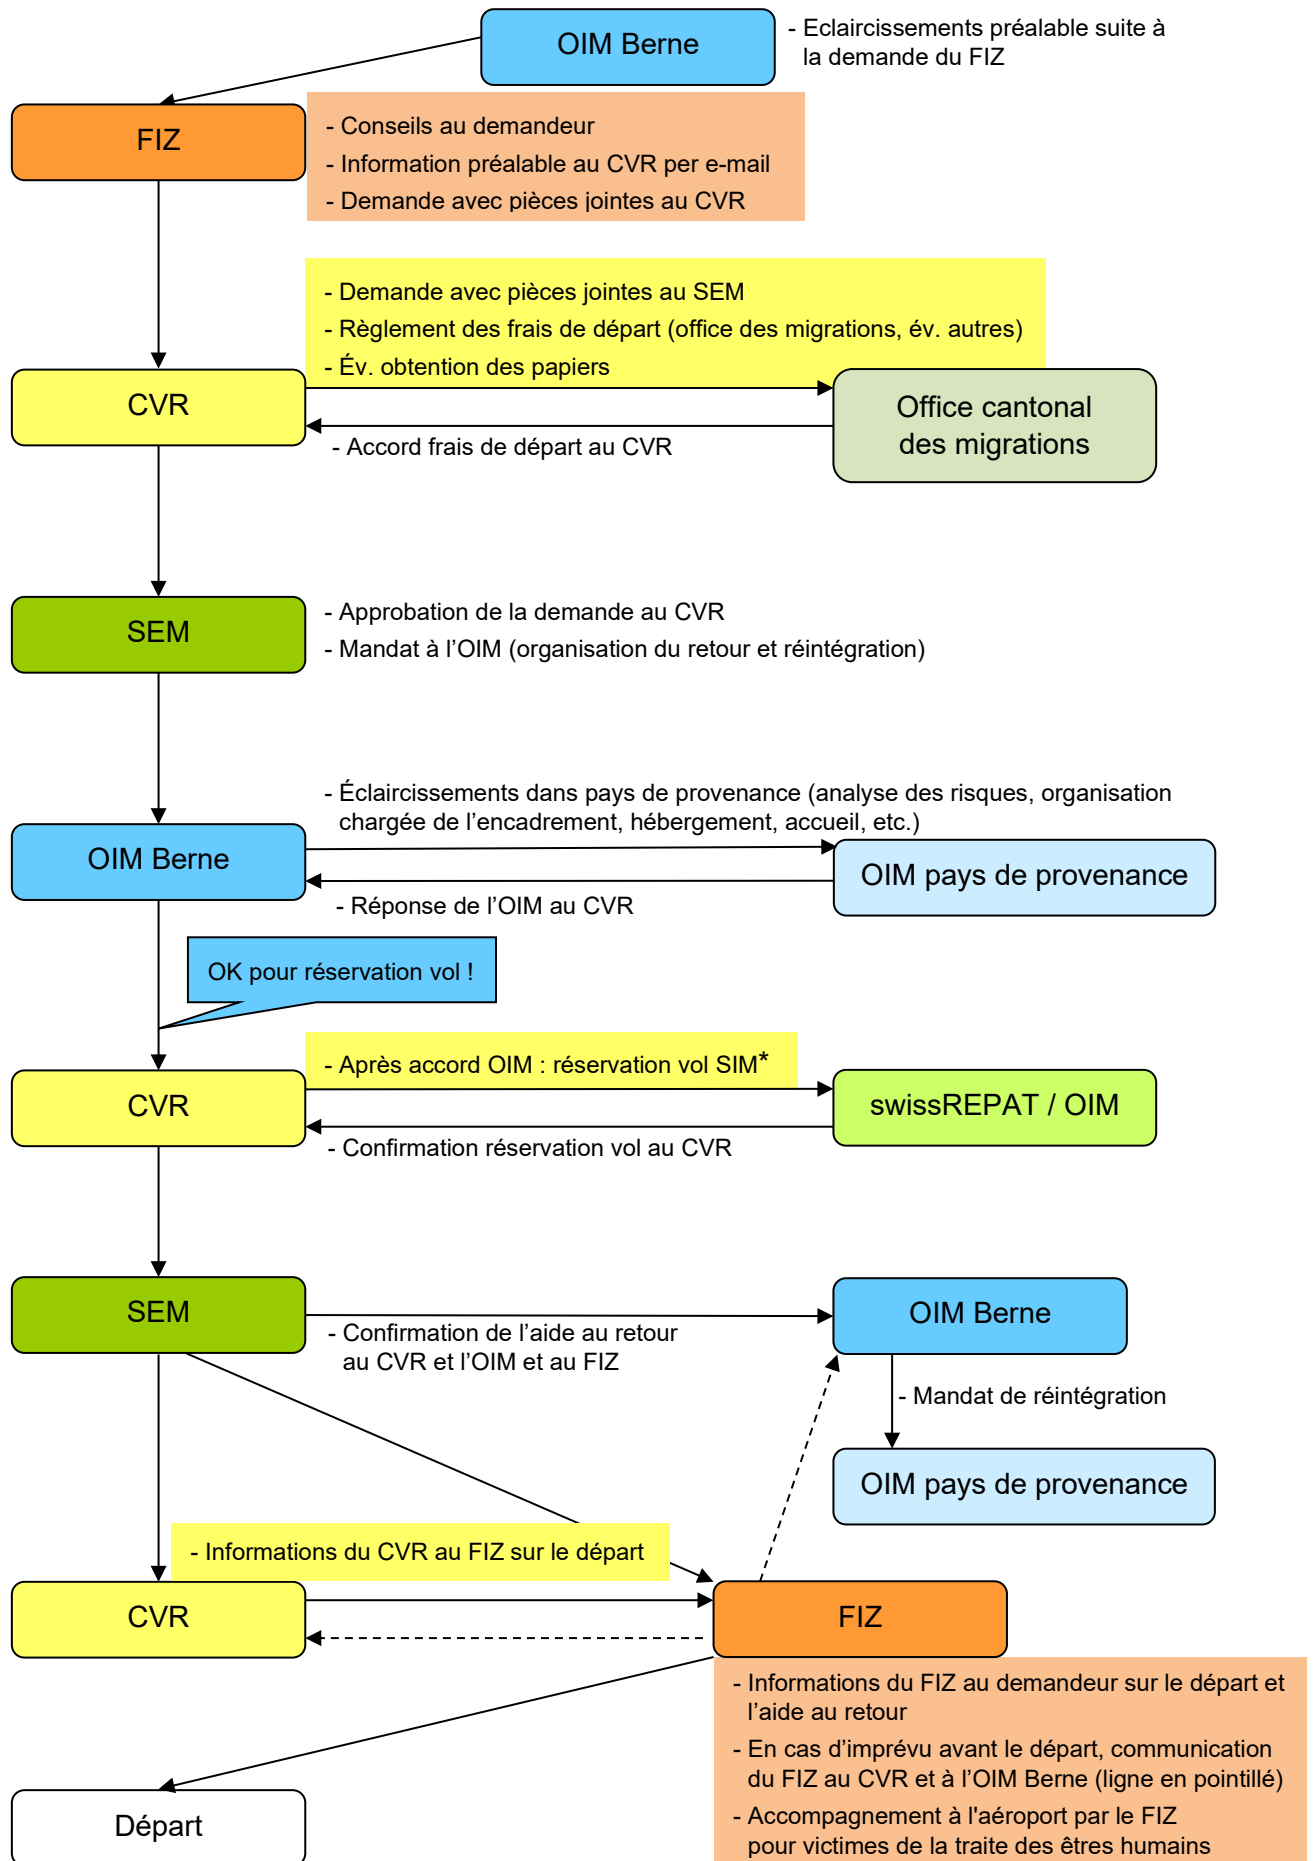 OIM Berne
- Eclaircissements préalable suite à
la demande du FIZ
FIZ
- Conseils au demandeur
- Information préalable au CVR per e-mail
- Demande avec pièces jointes au CVR
- Demande avec pièces jointes au SEM
- Règlement des frais de départ (office des migrations, év. autres)
- Év. obtention des papiers
CVR
Office cantonal
des migrations
- Accord frais de départ au CVR
SEM
- Approbation de la demande au CVR
- Mandat à l’OIM (organisation du retour et réintégration)
- Éclaircissements dans pays de provenance (analyse des risques, organisation
chargée de l’encadrement, hébergement, accueil, etc.)
OIM Berne
OIM pays de provenance
- Réponse de l’OIM au CVR
OK pour réservation vol !
- Après accord OIM : réservation vol SIM*
CVR
swissREPAT / OIM
- Confirmation réservation vol au CVR
SEM
OIM Berne
- Confirmation de l’aide au retour
au CVR et l’OIM et au FIZ
- Mandat de réintégration
OIM pays de provenance
- Informations du CVR au FIZ sur le départ
CVR
FIZ
- Informations du FIZ au demandeur sur le départ et
l’aide au retour
- En cas d’imprévu avant le départ, communication
du FIZ au CVR et à l’OIM Berne (ligne en pointillé)
- Accompagnement à l'aéroport par le FIZ
pour victimes de la traite des êtres humains
Départ